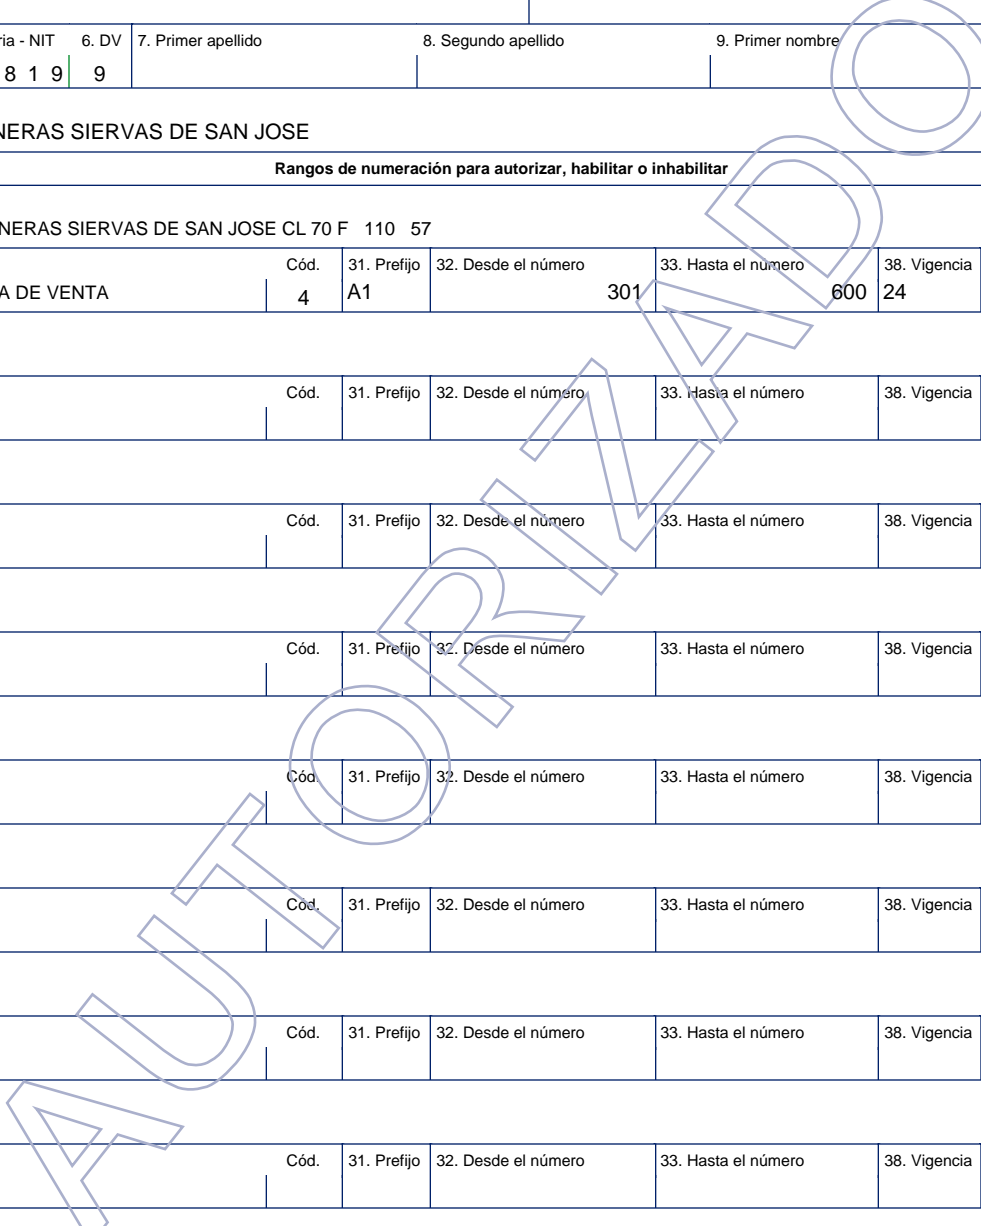 ria - NIT 6. DV 7. Primer apellido 8. Segundo apellido 9. Primer nombre
8 1 9 9
NERAS SIERVAS DE SAN JOSE
Rangos de numeración para autorizar, habilitar o inhabilitar
NERAS SIERVAS DE SAN JOSE CL 70 F 110 57
Cód. 31. Prefijo 32. Desde el número 33. Hasta el número 38. Vigencia
A DE VENTA 4 A1 301 600 24
Cód. 31. Prefijo 32. Desde el número 33. Hasta el número 38. Vigencia
Cód. 31. Prefijo 32. Desde el número 33. Hasta el número 38. Vigencia
Cód. 31. Prefijo 32. Desde el número 33. Hasta el número 38. Vigencia
Cód. 31. Prefijo 32. Desde el número 33. Hasta el número 38. Vigencia
Cód. 31. Prefijo 32. Desde el número 33. Hasta el número 38. Vigencia
Cód. 31. Prefijo 32. Desde el número 33. Hasta el número 38. Vigencia
Cód. 31. Prefijo 32. Desde el número 33. Hasta el número 38. Vigencia
AUTORIZADO